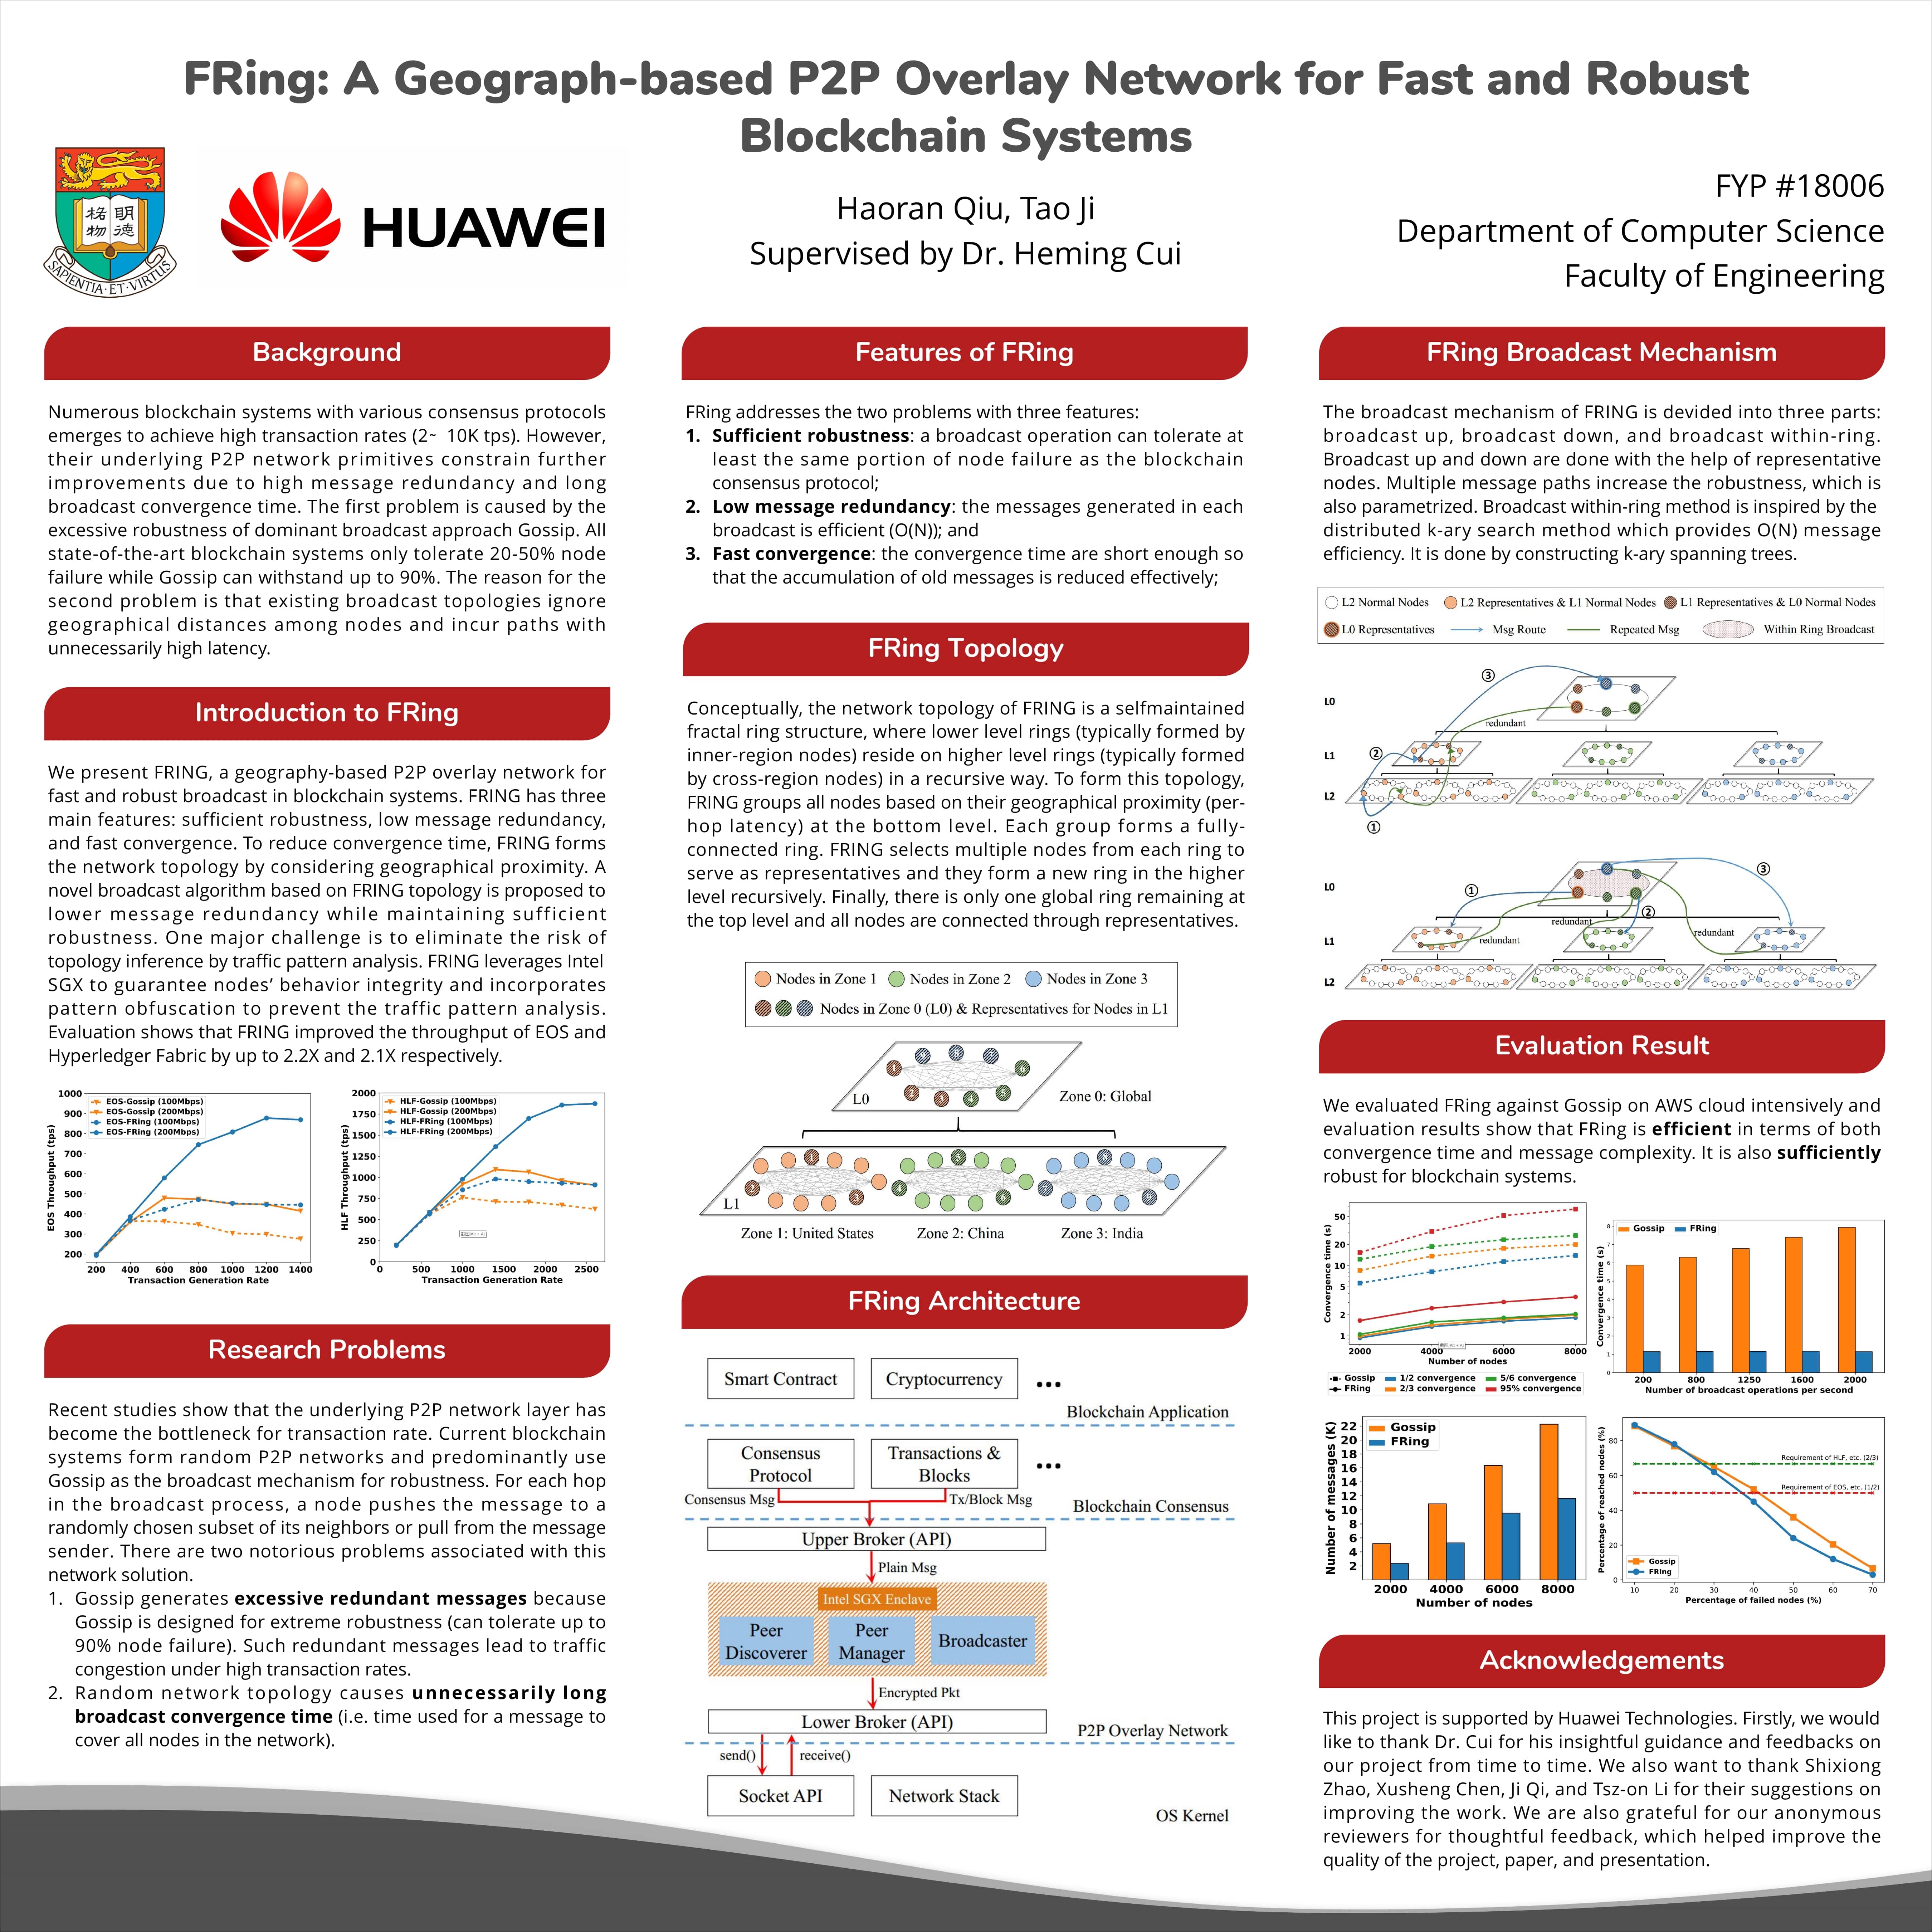 FRing: A Geograph-based P2P Overlay Network for Fast and Robust
Blockchain Systems
格 明
物 德
SAPIENTIA·ET·VIRTUS
HUAWEI
Haoran Qiu, Tao Ji
Supervised by Dr. Heming Cui
FYP #18006
Department of Computer Science
Faculty of Engineering
Background
Numerous blockchain systems with various consensus protocols
emerges to achieve high transaction rates (2~ 10K tps). However,
their underlying P2P network primitives constrain further
improvements due to high message redundancy and long
broadcast convergence time. The first problem is caused by the
excessive robustness of dominant broadcast approach Gossip. All
state-of-the-art blockchain systems only tolerate 20-50% node
failure while Gossip can withstand up to 90%. The reason for the
second problem is that existing broadcast topologies ignore
geographical distances among nodes and incur paths with
unnecessarily high latency.
Introduction to FRing
We present FRING, a geography-based P2P overlay network for
fast and robust broadcast in blockchain systems. FRING has three
main features: sufficient robustness, low message redundancy,
and fast convergence. To reduce convergence time, FRING forms
the network topology by considering geographical proximity. A
novel broadcast algorithm based on FRING topology is proposed to
lower message redundancy while maintaining sufficient
robustness. One major challenge is to eliminate the risk of
topology inference by traffic pattern analysis. FRING leverages Intel
SGX to guarantee nodes' behavior integrity and incorporates
pattern obfuscation to prevent the traffic pattern analysis.
Evaluation shows that FRING improved the throughput of EOS and
Hyperledger Fabric by up to 2.2X and 2.1X respectively.
EOS Throughput (tps)
1000
900
800
700
600
500
400
300
200
EOS-Gossip (100Mbps)
EOS-Gossip (200Mbps)
EOS-FRing (100Mbps)
EOS-FRing (200Mbps)
200 400 600 800 1000 1200 1400
Transaction Generation Rate
HLF Throughput (tps)
2000
1750
1500
1250
1000
750
500
250
0
HLF-Gossip (100Mbps)
HLF-Gossip (200Mbps)
HLF-FRing (100Mbps)
HLF-FRing (200Mbps)
0 500 1000 1500 2000 2500
Transaction Generation Rate
Research Problems
Recent studies show that the underlying P2P network layer has
become the bottleneck for transaction rate. Current blockchain
systems form random P2P networks and predominantly use
Gossip as the broadcast mechanism for robustness. For each hop
in the broadcast process, a node pushes the message to a
randomly chosen subset of its neighbors or pull from the message
sender. There are two notorious problems associated with this
network solution.
1. Gossip generates excessive redundant messages because
Gossip is designed for extreme robustness (can tolerate up to
90% node failure). Such redundant messages lead to traffic
congestion under high transaction rates.
2. Random network topology causes unnecessarily long
broadcast convergence time (i.e. time used for a message to
cover all nodes in the network).
Features of FRing
FRing addresses the two problems with three features:
1. Sufficient robustness: a broadcast operation can tolerate at
least the same portion of node failure as the blockchain
consensus protocol;
2. Low message redundancy: the messages generated in each
broadcast is efficient (O(N)); and
3. Fast convergence: the convergence time are short enough so
that the accumulation of old messages is reduced effectively;
FRing Topology
Conceptually, the network topology of FRING is a selfmaintained
fractal ring structure, where lower level rings (typically formed by
inner-region nodes) reside on higher level rings (typically formed
by cross-region nodes) in a recursive way. To form this topology,
FRING groups all nodes based on their geographical proximity (per-
hop latency) at the bottom level. Each group forms a fully-
connected ring. FRING selects multiple nodes from each ring to
serve as representatives and they form a new ring in the higher
level recursively. Finally, there is only one global ring remaining at
the top level and all nodes are connected through representatives.
Nodes in Zone 1 Nodes in Zone 2 Nodes in Zone 3
Nodes in Zone 0 (L0) & Representatives for Nodes in L1
L0
Zone 0: Global
L1
Zone 1: United States Zone 2: China Zone 3: India
FRing Architecture
Smart Contract Cryptocurrency ...
Blockchain Application
Consensus Protocol
Transactions & Blocks
...
Consensus Msg Tx/Block Msg
Blockchain Consensus
Upper Broker (API)
Plain Msg
Intel SGX Enclave
Peer Discoverer
Peer Manager
Broadcaster
Encrypted Pkt
Lower Broker (API)
P2P Overlay Network
send() receive()
Socket API Network Stack
OS Kernel
FRing Broadcast Mechanism
The broadcast mechanism of FRING is devided into three parts:
broadcast up, broadcast down, and broadcast within-ring.
Broadcast up and down are done with the help of representative
nodes. Multiple message paths increase the robustness, which is
also parametrized. Broadcast within-ring method is inspired by the
distributed k-ary search method which provides O(N) message
efficiency. It is done by constructing k-ary spanning trees.
L2 Normal Nodes L2 Representatives & L1 Normal Nodes L1 Representatives & L0 Normal Nodes
L0 Representatives Msg Route Repeated Msg Within Ring Broadcast
③
L0
redundant
②
L1
L2
①
③
L0
①
②
redundant
redundant
redundant
L1
L2
Evaluation Result
We evaluated FRing against Gossip on AWS cloud intensively and
evaluation results show that FRing is efficient in terms of both
convergence time and message complexity. It is also sufficiently
robust for blockchain systems.
Convergence time (s)
50
20
10
5
2
1
2000 4000 6000 8000
Number of nodes
Gossip 1/2 convergence 5/6 convergence
FRing 2/3 convergence 95% convergence
Convergence time (s)
Gossip FRing
8
7
6
5
4
3
2
1
0
200 800 1250 1600 2000
Number of broadcast operations per second
Number of messages (K)
22
20
18
16
14
12
10
8
6
4
2
Gossip
FRing
2000 4000 6000 8000
Number of nodes
Percentage of reached nodes (%)
80
60
40
20
0
Requirement of HLF, etc. (2/3)
Requirement of EOS, etc. (1/2)
Gossip
FRing
10 20 30 40 50 60 70
Percentage of failed nodes (%)
Acknowledgements
This project is supported by Huawei Technologies. Firstly, we would
like to thank Dr. Cui for his insightful guidance and feedbacks on
our project from time to time. We also want to thank Shixiong
Zhao, Xusheng Chen, Ji Qi, and Tsz-on Li for their suggestions on
improving the work. We are also grateful for our anonymous
reviewers for thoughtful feedback, which helped improve the
quality of the project, paper, and presentation.